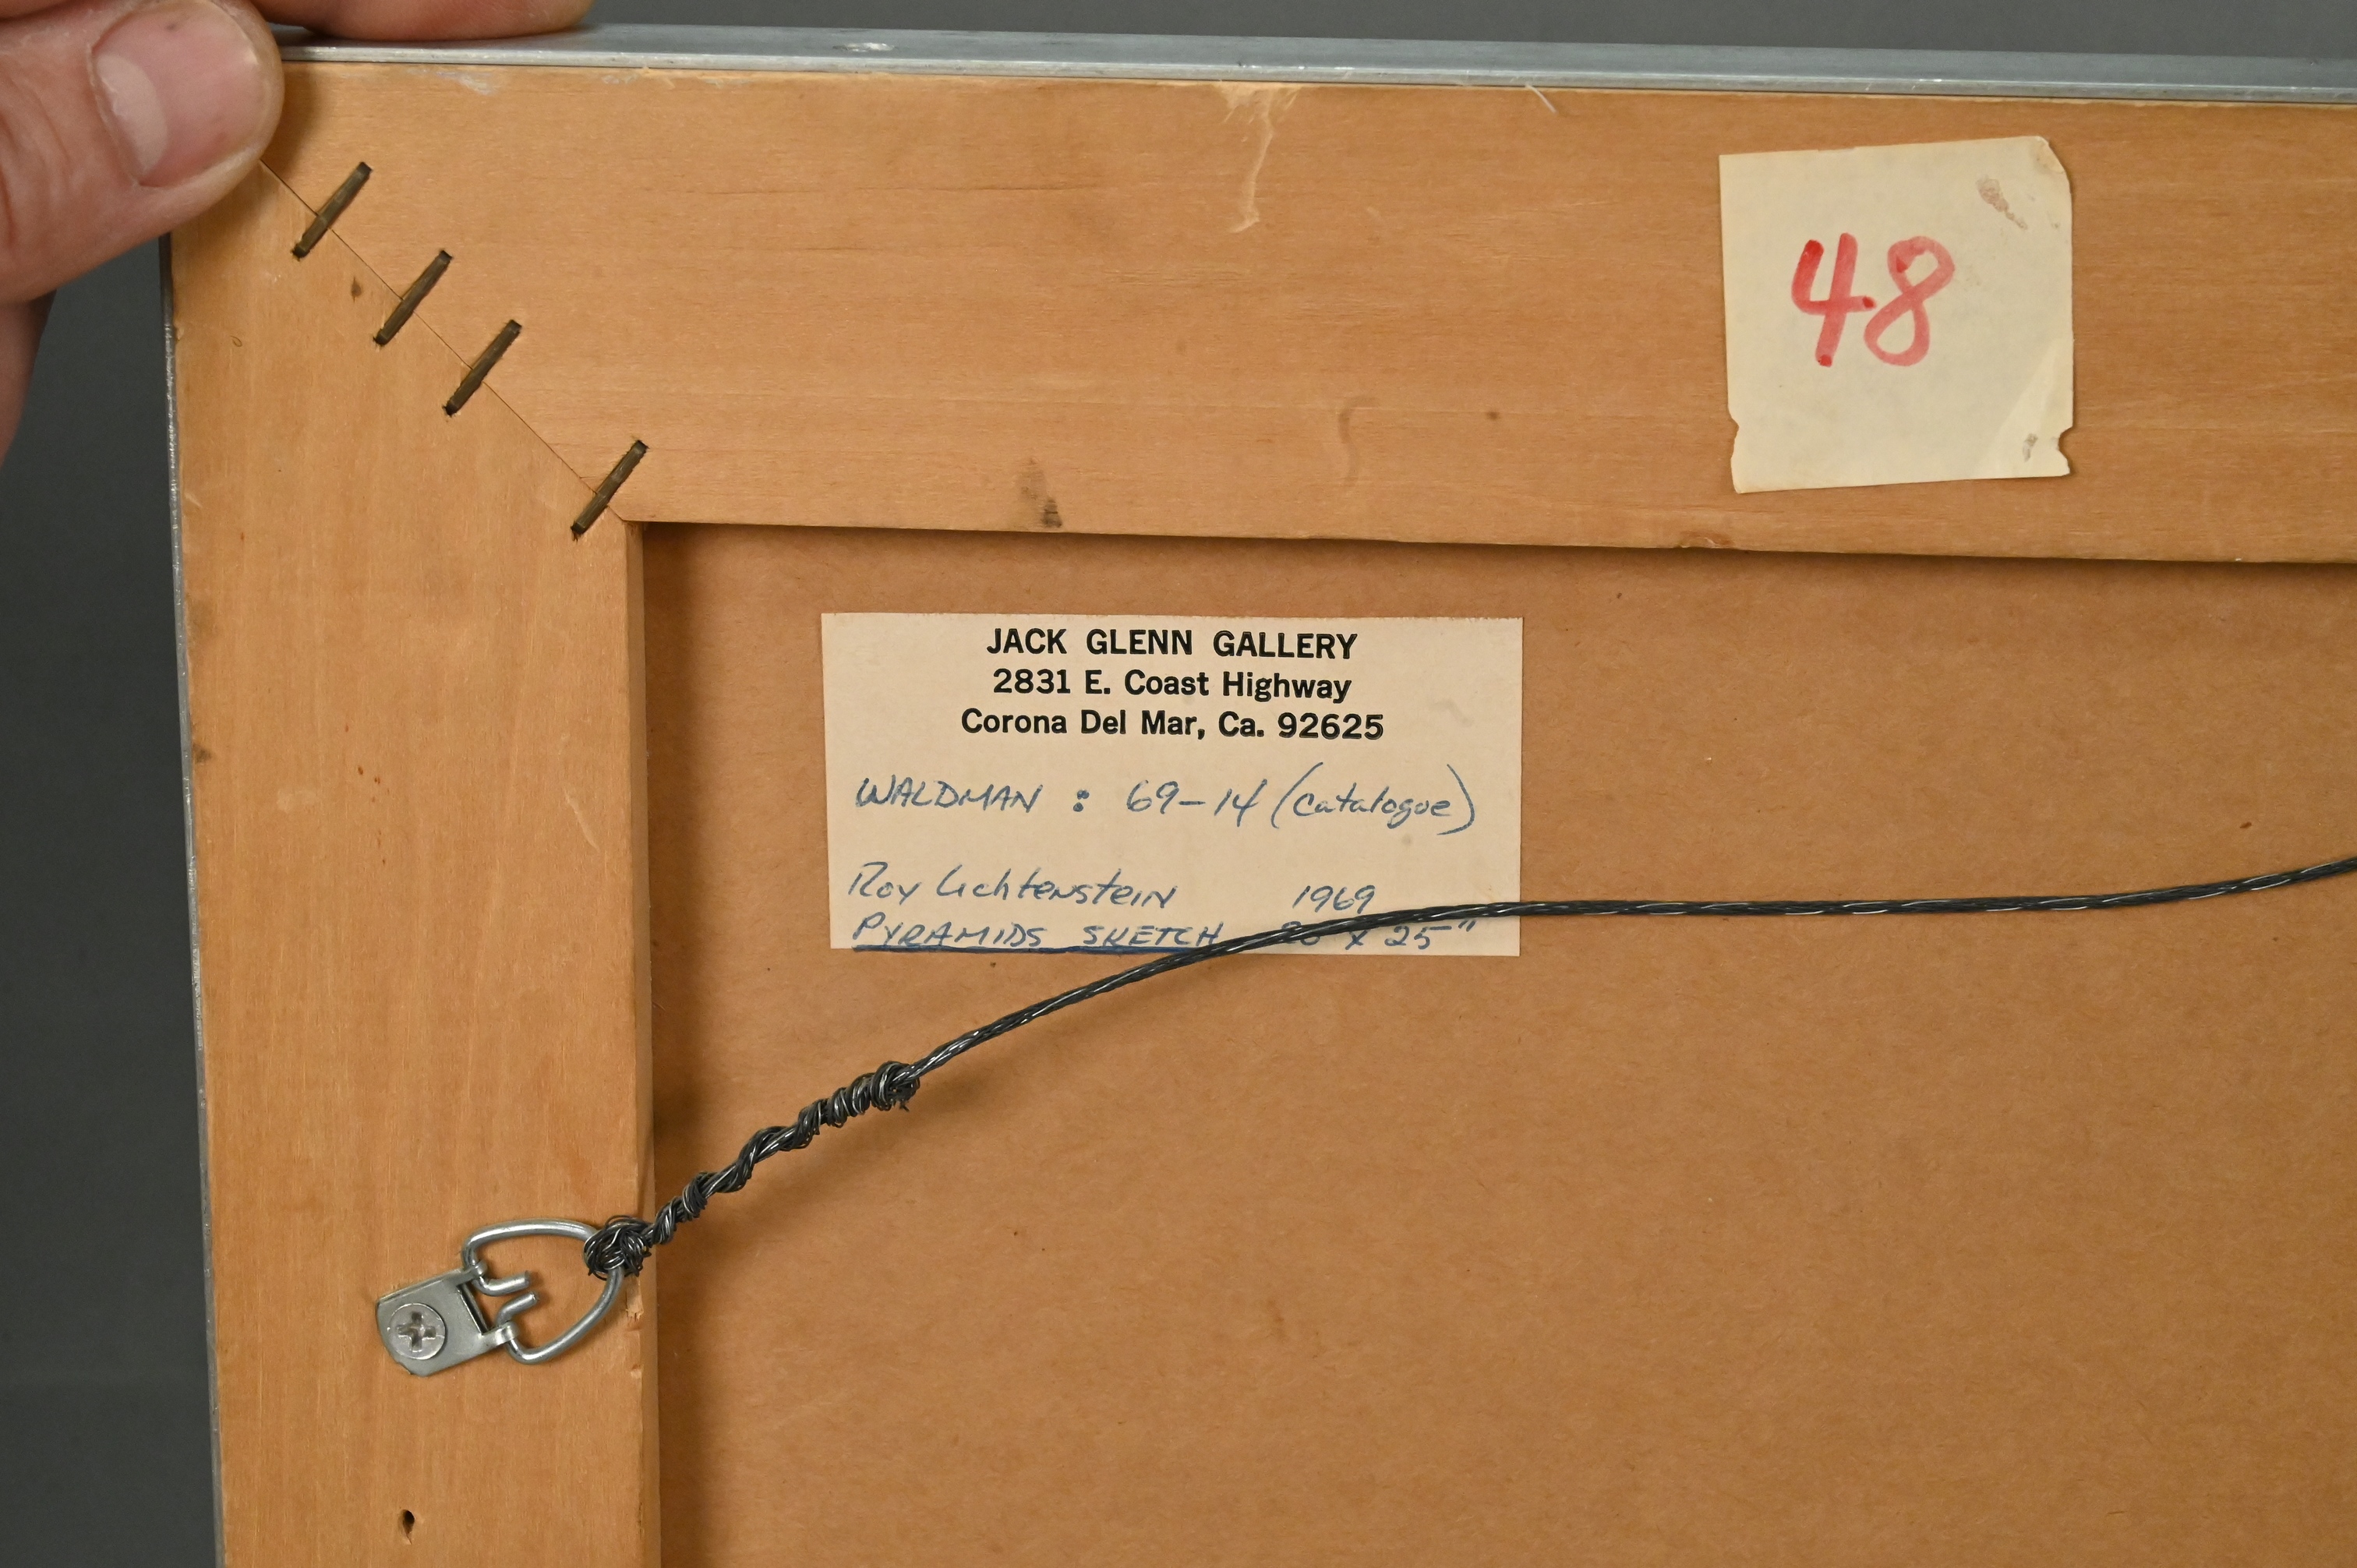 48
JACK GLENN GALLERY
2831 E. Coast Highway
Corona Del Mar, Ca. 92625
WALDMAN : 69-14 (catalogue)
Roy Lichtenstein 1969
PYRAMIDS SKETCH x 25"